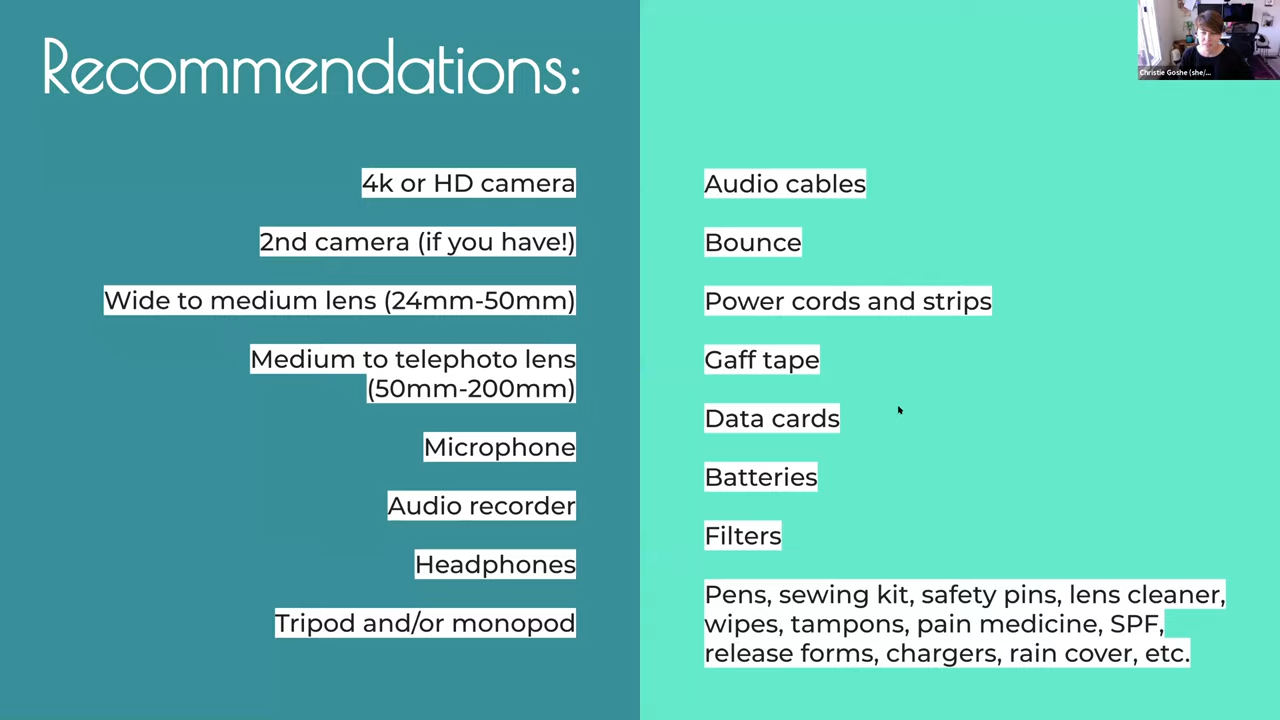 Recommendations:
4k or HD camera
2nd camera (if you have!)
Wide to medium lens (24mm-50mm)
Medium to telephoto lens
(50mm-200mm)
Microphone
Audio recorder
Headphones
Tripod and/or monopod
Audio cables
Bounce
Power cords and strips
Gaff tape
Data cards
Batteries
Filters
Pens, sewing kit, safety pins, lens cleaner,
wipes, tampons, pain medicine, SPF,
release forms, chargers, rain cover, etc.
Christie Goshe (she/...